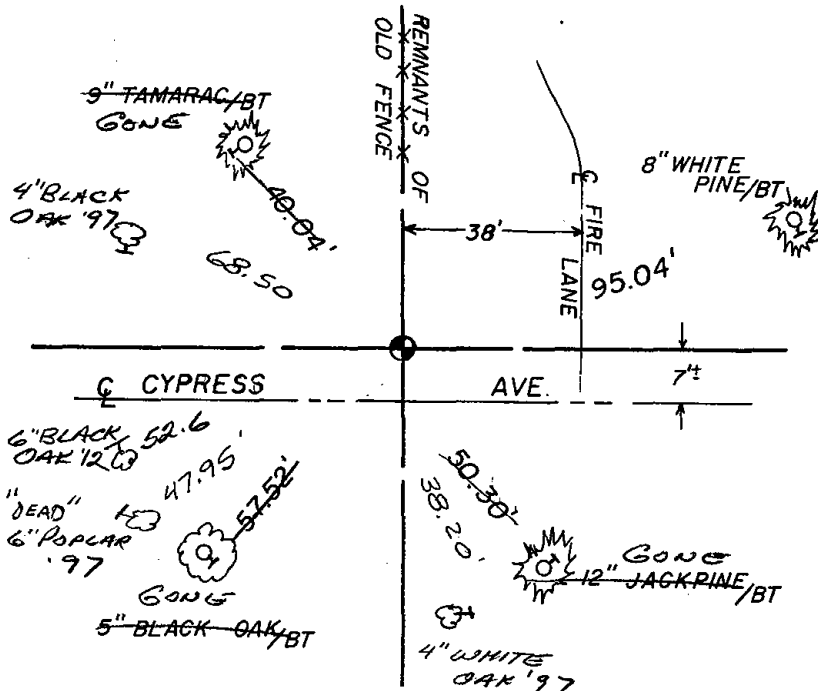 9" TAMARAC/BT
GONE
40.04'
4" BLACK
OAK '97
68.50
REMNANTS OF
OLD FENCE
38'
℄ FIRE
LANE
95.04'
8" WHITE
PINE/BT
7'±
℄ CYPRESS AVE.
6" BLACK
OAK '12
52.6'
47.95'
"DEAD"
6" POPLAR
'97
57.52'
GONE
5" BLACK OAK/BT
50.30'
38.20'
GONE
12" JACKPINE/BT
4" WHITE
OAK '97